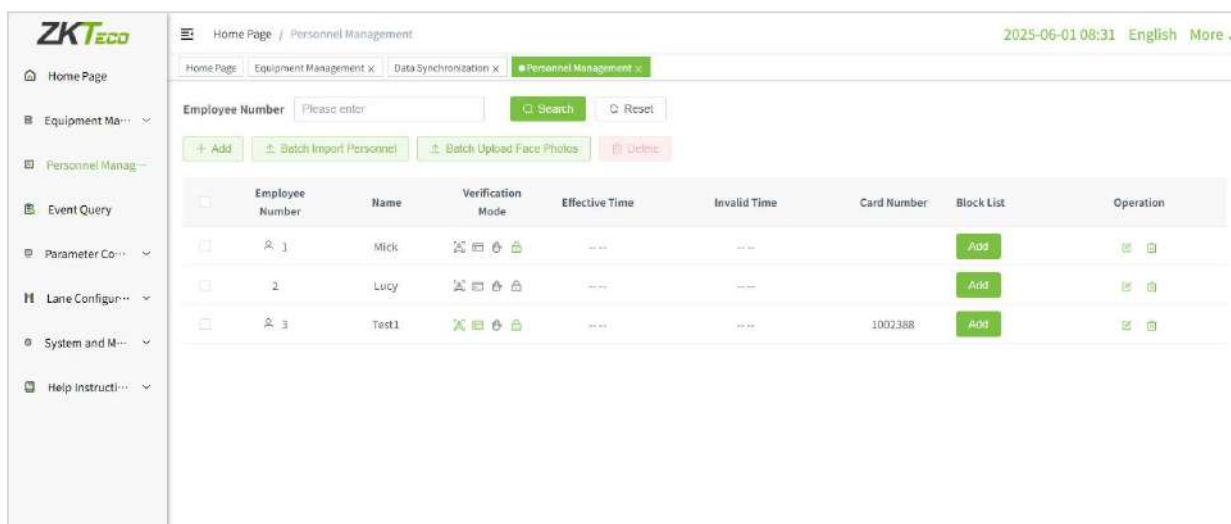 ZKTeco
Home Page / Personnel Management
2025-06-01 08:31 English More
Home Page Equipment Management × Data Synchronization × Personnel Management ×
Home Page
Equipment Ma···
Personnel Manag···
Event Query
Parameter Co···
Lane Configur···
System and M···
Help Instructi···
Employee Number Please enter Search Reset
+ Add Batch Import Personnel Batch Upload Face Photos Delete
Employee Number Name Verification Mode Effective Time Invalid Time Card Number Block List Operation
1 Mick -- -- -- -- Add
2 Lucy -- -- -- -- Add
3 Test1 -- -- -- -- 1002388 Add